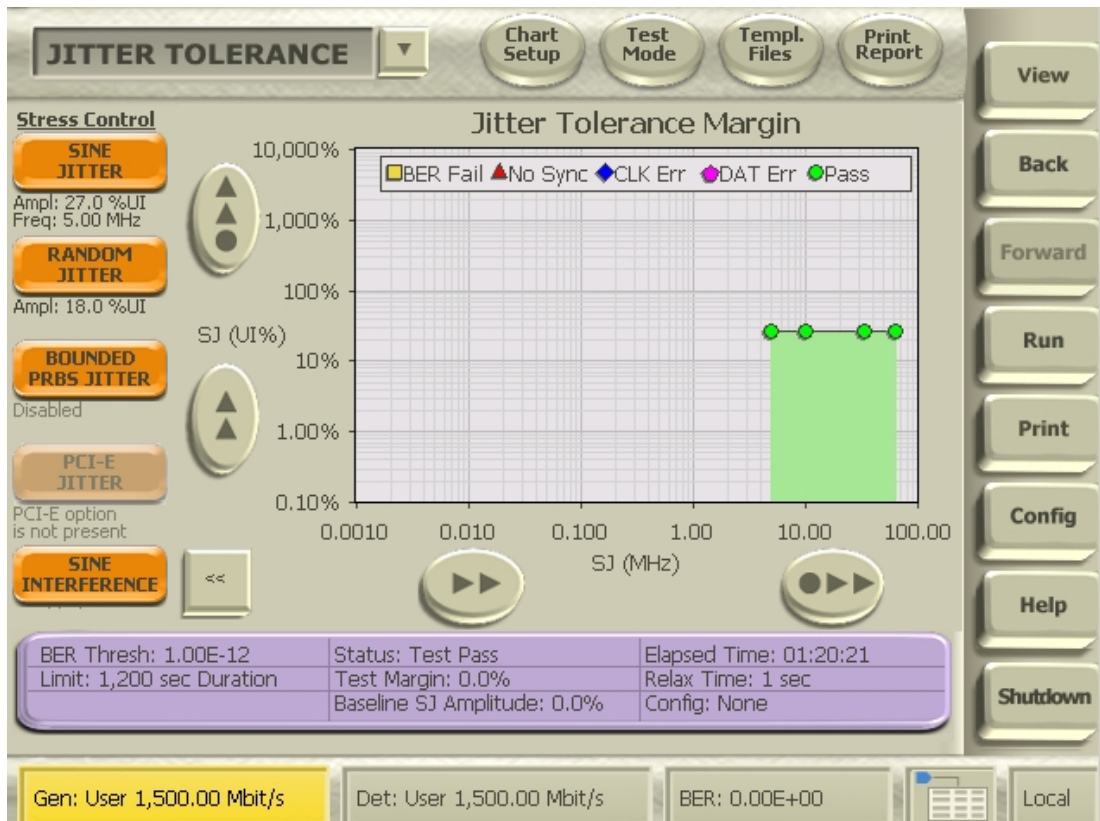 JITTER TOLERANCE
Chart Setup
Test Mode
Templ. Files
Print Report
View
Back
Forward
Run
Print
Config
Help
Shutdown
Stress Control
SINE
JITTER
Ampl: 27.0 %UI
Freq: 5.00 MHz
RANDOM
JITTER
Ampl: 18.0 %UI
BOUNDED
PRBS JITTER
Disabled
PCI-E
JITTER
PCI-E option
is not present
SINE
INTERFERENCE
<<
Jitter Tolerance Margin
BER Fail No Sync CLK Err DAT Err Pass
10,000%
1,000%
100%
SJ (UI%)
10%
1.00%
0.10%
0.0010 0.010 0.100 1.00 10.00 100.00
SJ (MHz)
BER Thresh: 1.00E-12 Status: Test Pass Elapsed Time: 01:20:21
Limit: 1,200 sec Duration Test Margin: 0.0% Relax Time: 1 sec
Baseline SJ Amplitude: 0.0% Config: None
Gen: User 1,500.00 Mbit/s Det: User 1,500.00 Mbit/s BER: 0.00E+00 Local